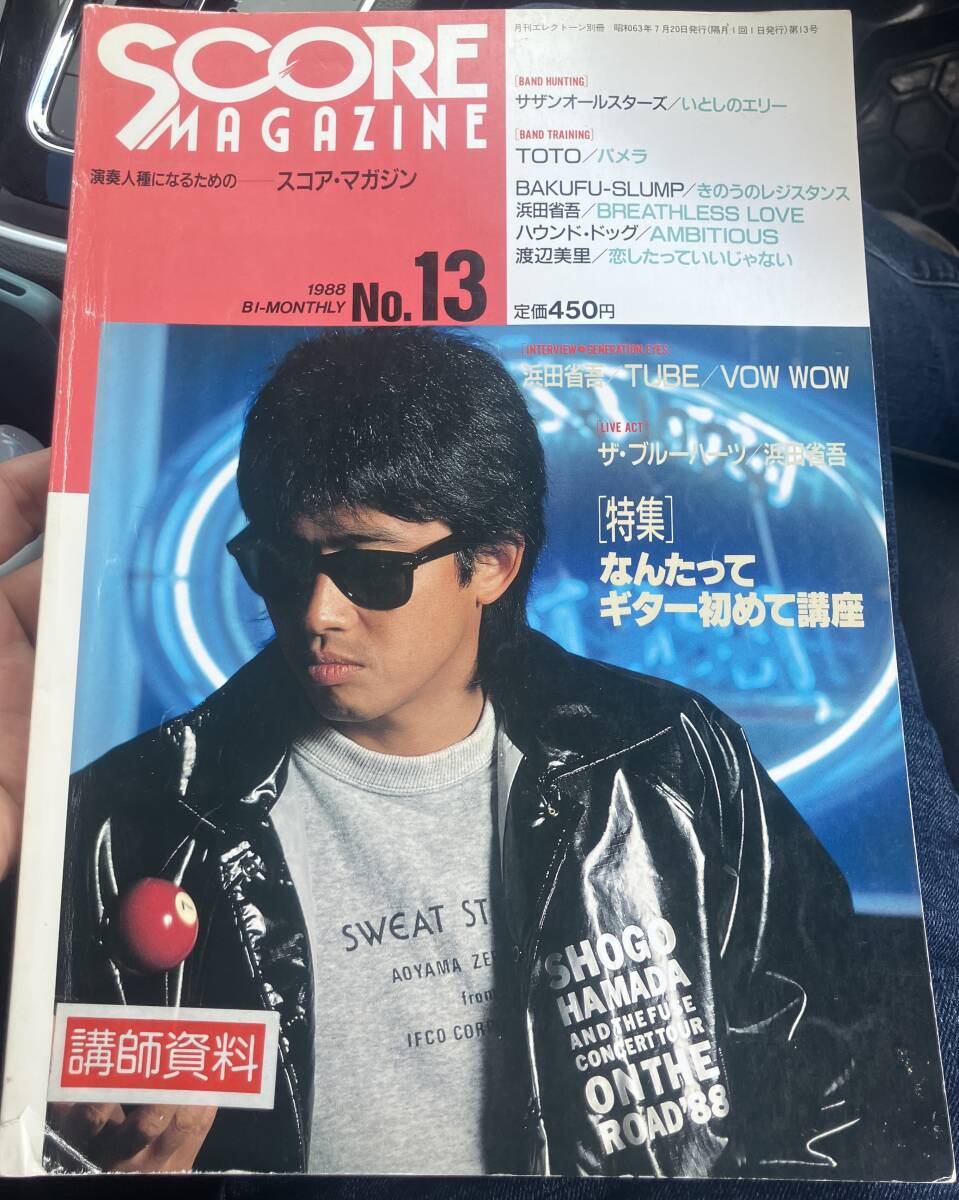 月刊エレクトーン別冊 昭和63年7月20日発行(隔月1回1日発行)第13号
SCORE
MAGAZINE
演奏人種になるための——スコア・マガジン
1988
BI-MONTHLY No.13
[BAND HUNTING]
サザンオールスターズ/いとしのエリー
[BAND TRAINING]
TOTO/パメラ
BAKUFU-SLUMP/きのうのレジスタンス
浜田省吾/BREATHLESS LOVE
ハウンド・ドッグ/AMBITIOUS
渡辺美里/恋したっていいじゃない
定価450円
[INTERVIEW●GENERATION EYES]
浜田省吾/TUBE/VOW WOW
[LIVE ACT]
ザ・ブルーハーツ/浜田省吾
[特集]
なんたって
ギター初めて講座
SWEAT ST
AOYAMA ZE
from
IFCO CORP
SHOGO
HAMADA
AND THE FUSE
CONCERT TOUR
ON THE
ROAD'88
講師資料